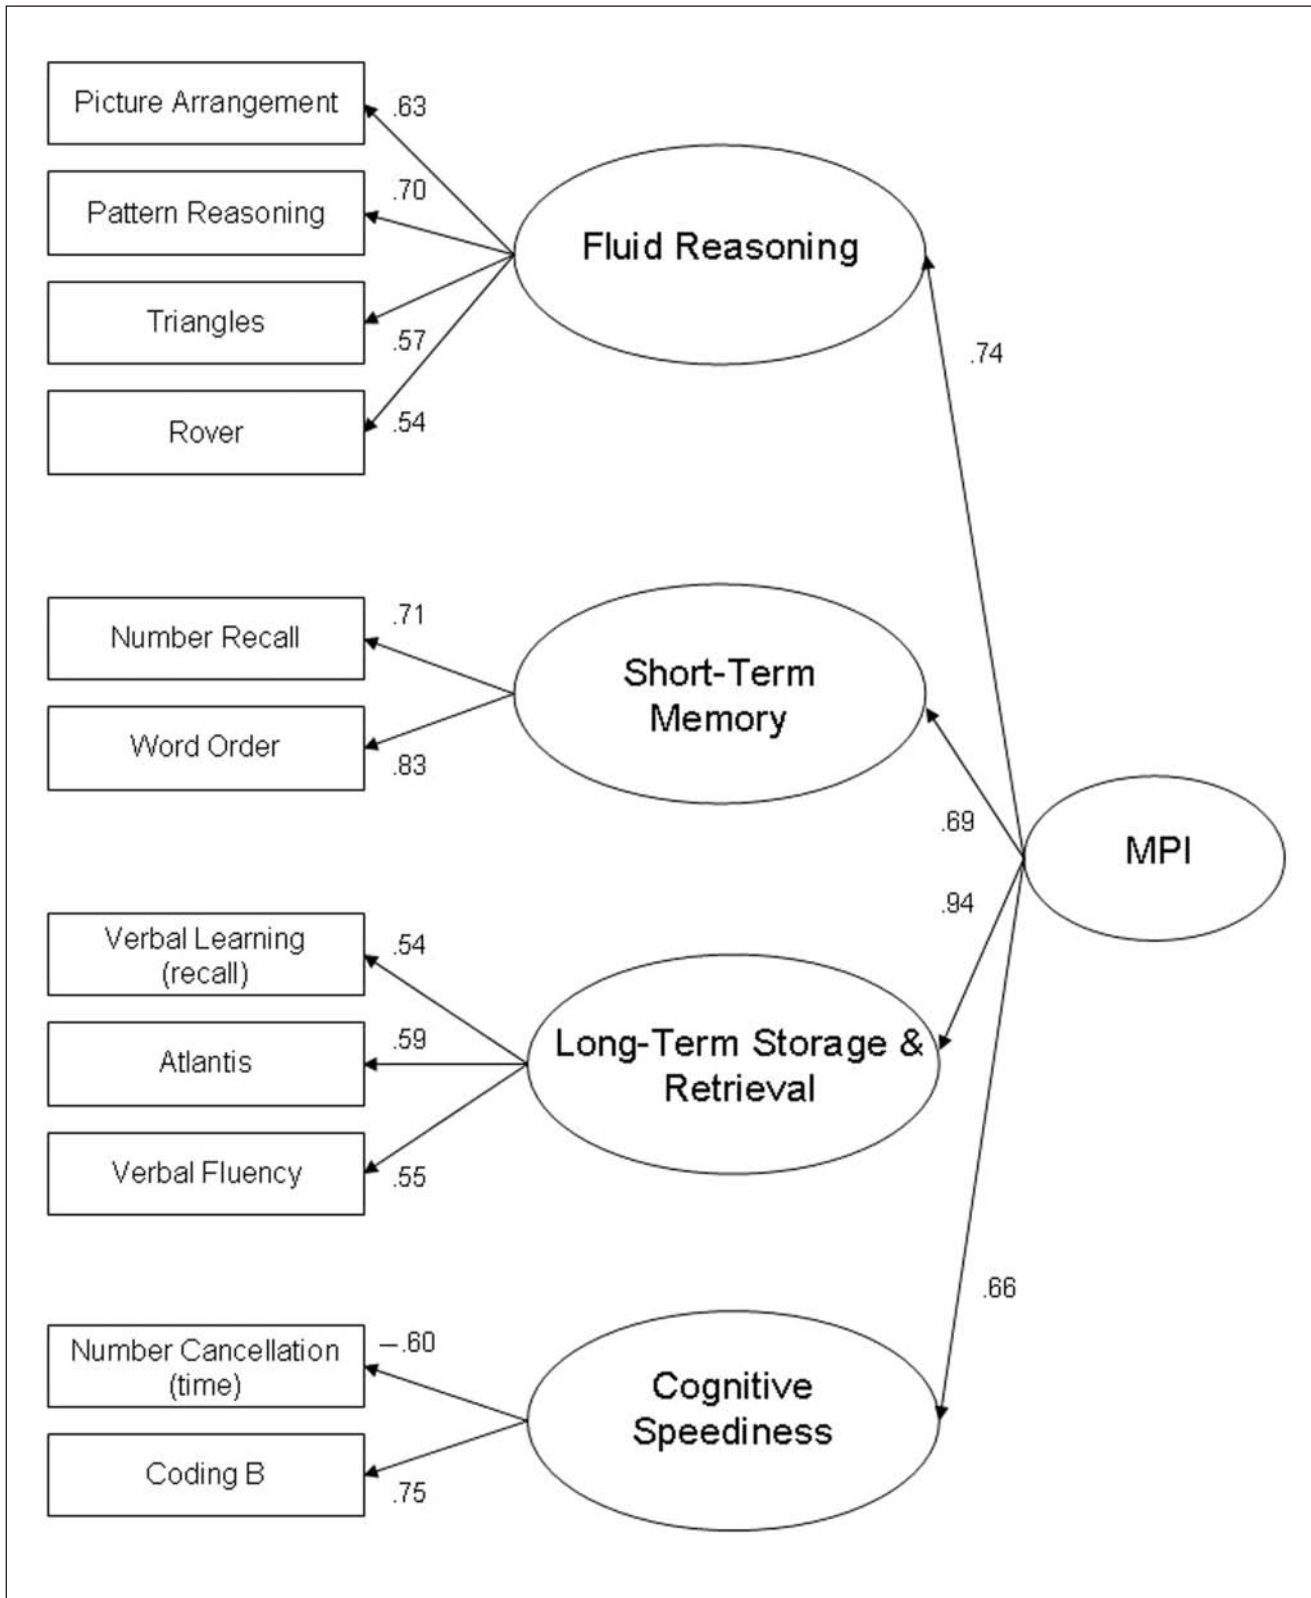 Picture Arrangement
.63
Pattern Reasoning
.70
Triangles
.57
Rover
.54
Fluid Reasoning
.74
Number Recall
.71
Word Order
.83
Short-Term
Memory
.69
MPI
.94
Verbal Learning
(recall)
.54
Atlantis
.59
Verbal Fluency
.55
Long-Term Storage &
Retrieval
.66
Number Cancellation
(time)
–.60
Coding B
.75
Cognitive
Speediness